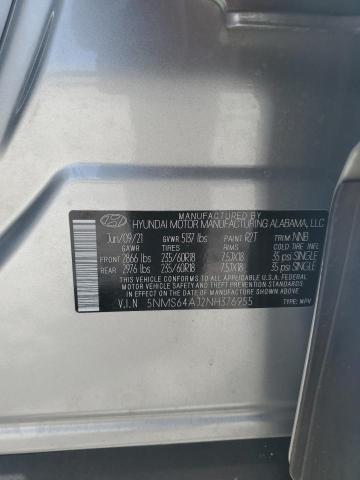 MANUFACTURED BY
HYUNDAI MOTOR MANUFACTURING ALABAMA, LLC
Jun/09/21 GVWR 5137 lbs PAINT R2T TRIM NNB
GAWR TIRES RIMS COLD TIRE INFL
FRONT 2866 lbs 235/60R18 7.5JX18 35 psi SINGLE
REAR 2976 lbs 235/60R18 7.5JX18 35 psi SINGLE
THIS VEHICLE CONFORMS TO ALL APPLICABLE FEDERAL
MOTOR VEHICLE SAFETY STANDARDS IN EFFECT ON THE
DATE OF MANUFACTURE SHOWN ABOVE.
V.I.N 5NMS64AJ2NH376955 TYPE: MPV